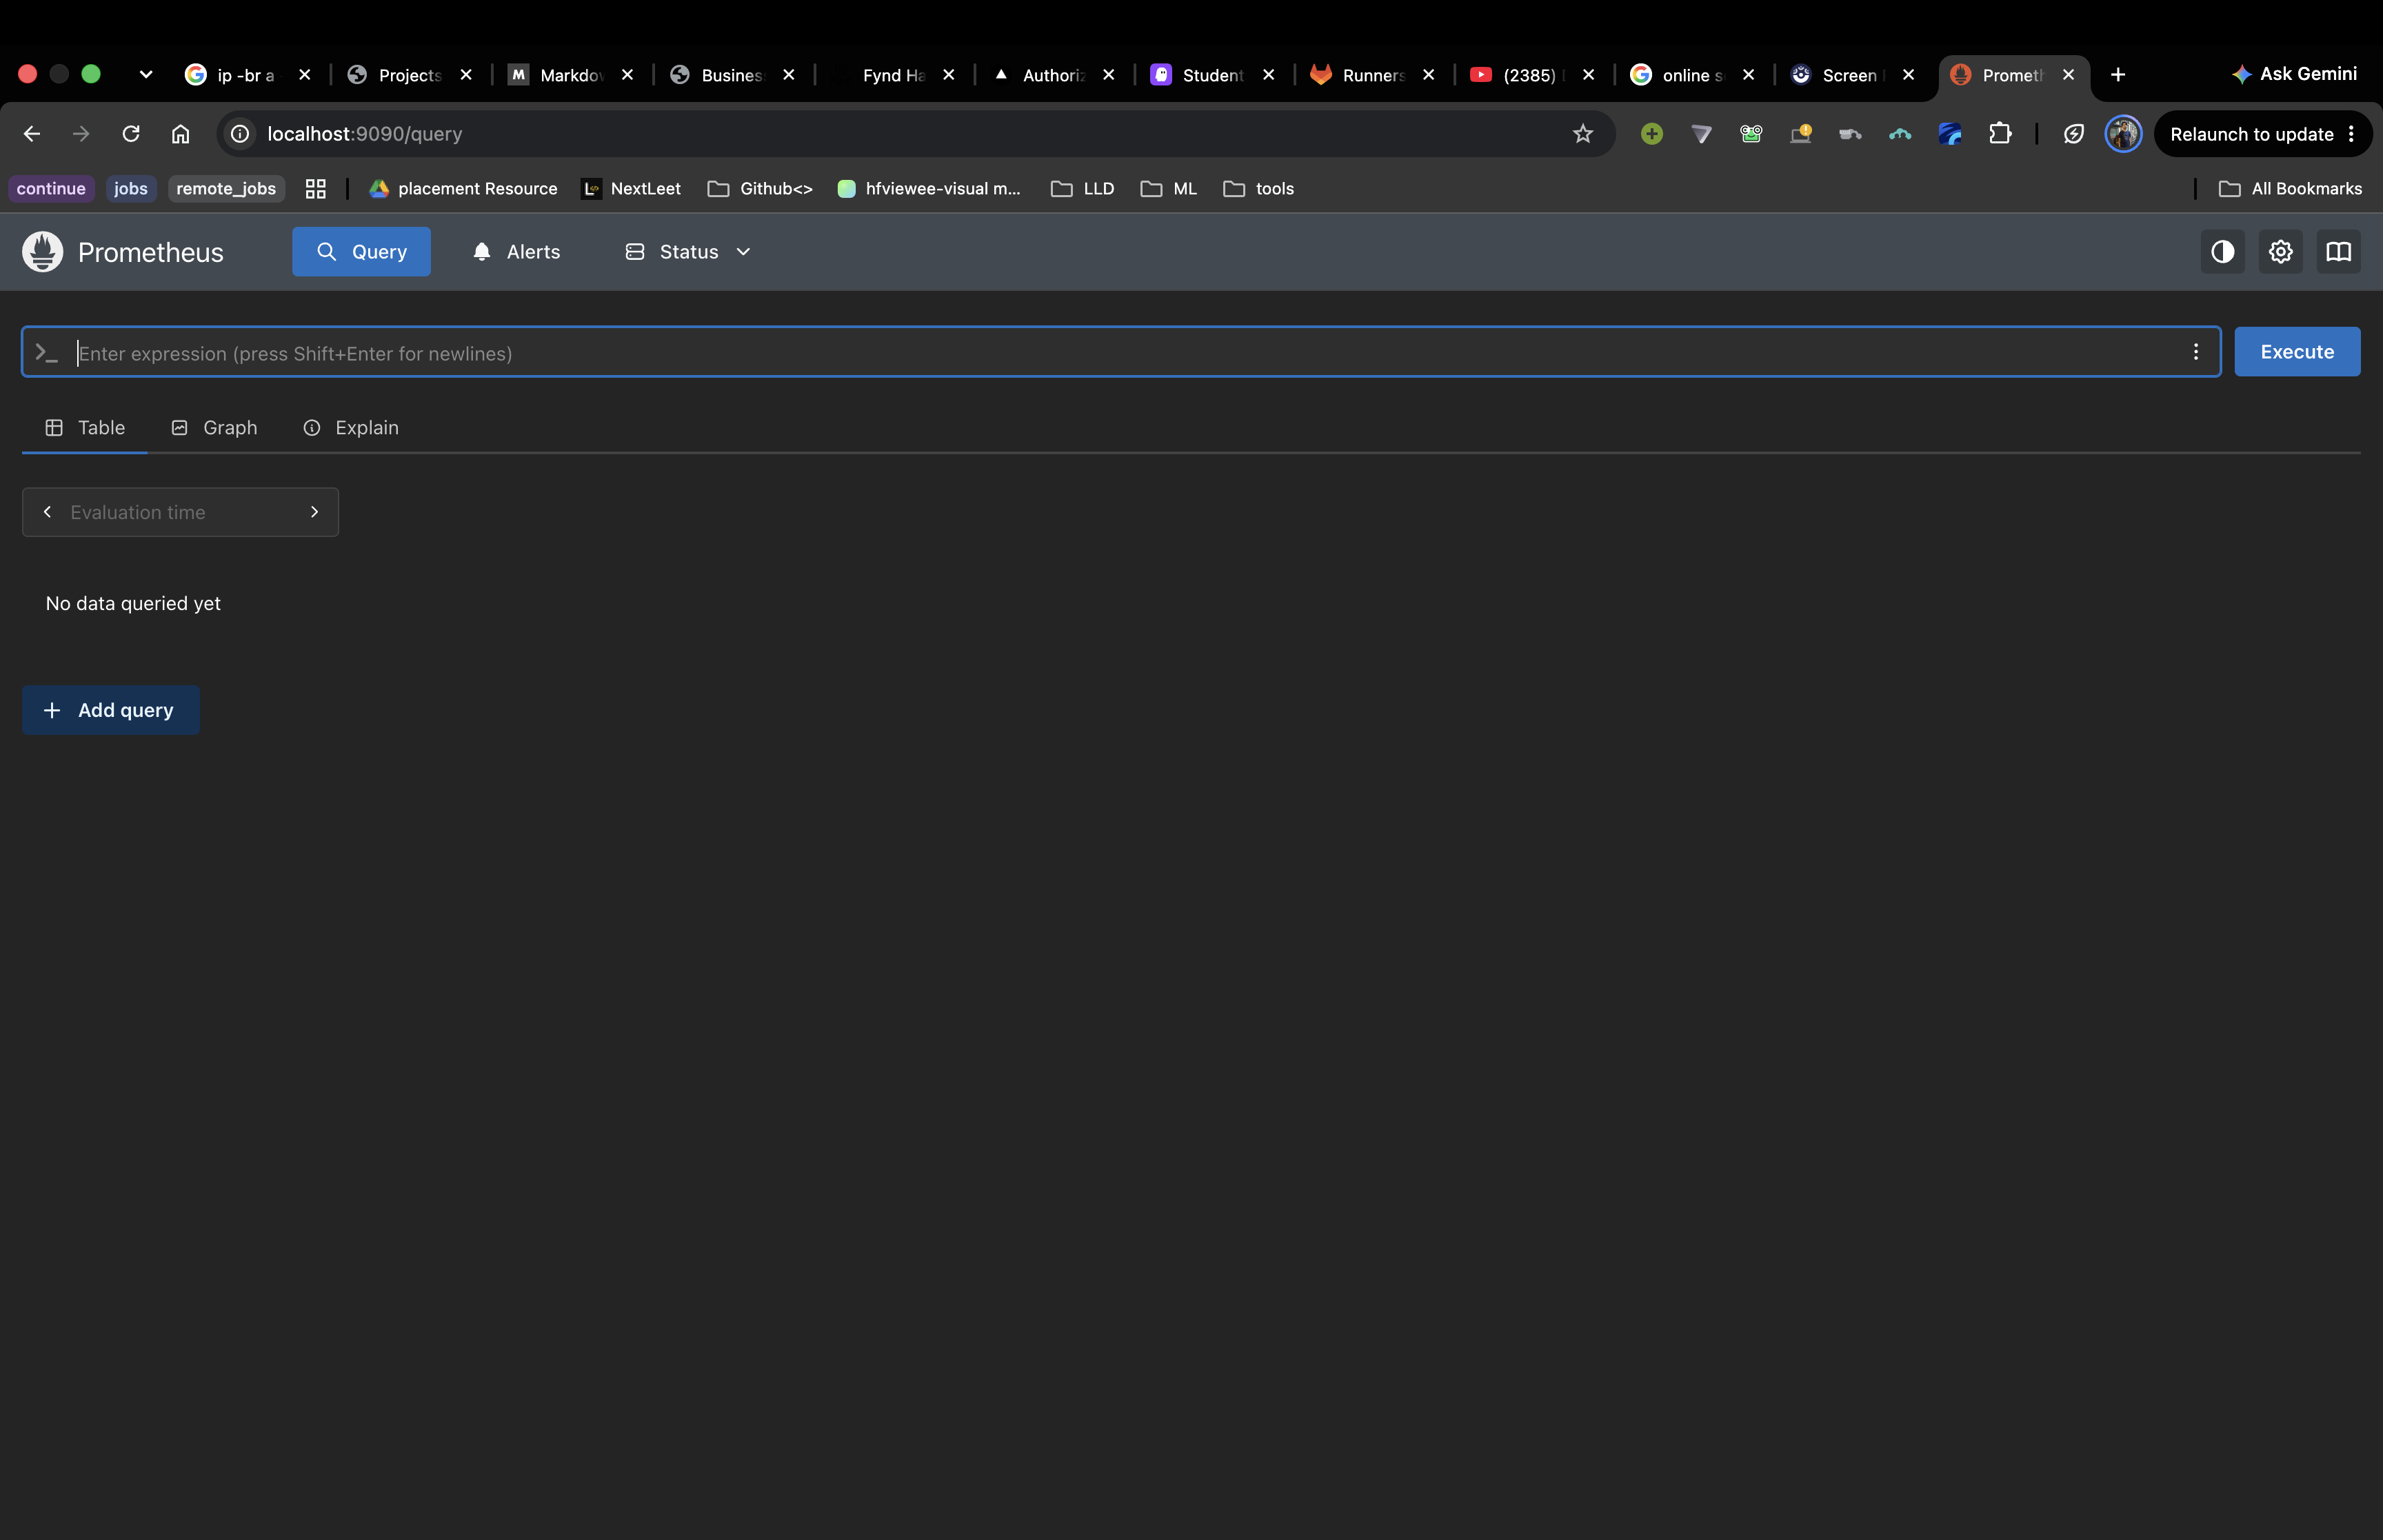 ip -br a Projects Markdov Busines Fynd Ha Authoriz Student Runners (2385) online s Screen Prometh Ask Gemini
localhost:9090/query Relaunch to update
continue jobs remote_jobs placement Resource NextLeet Github<> hfviewee-visual m... LLD ML tools All Bookmarks
Prometheus Query Alerts Status
>_ Enter expression (press Shift+Enter for newlines) Execute
Table Graph Explain
Evaluation time
No data queried yet
+ Add query